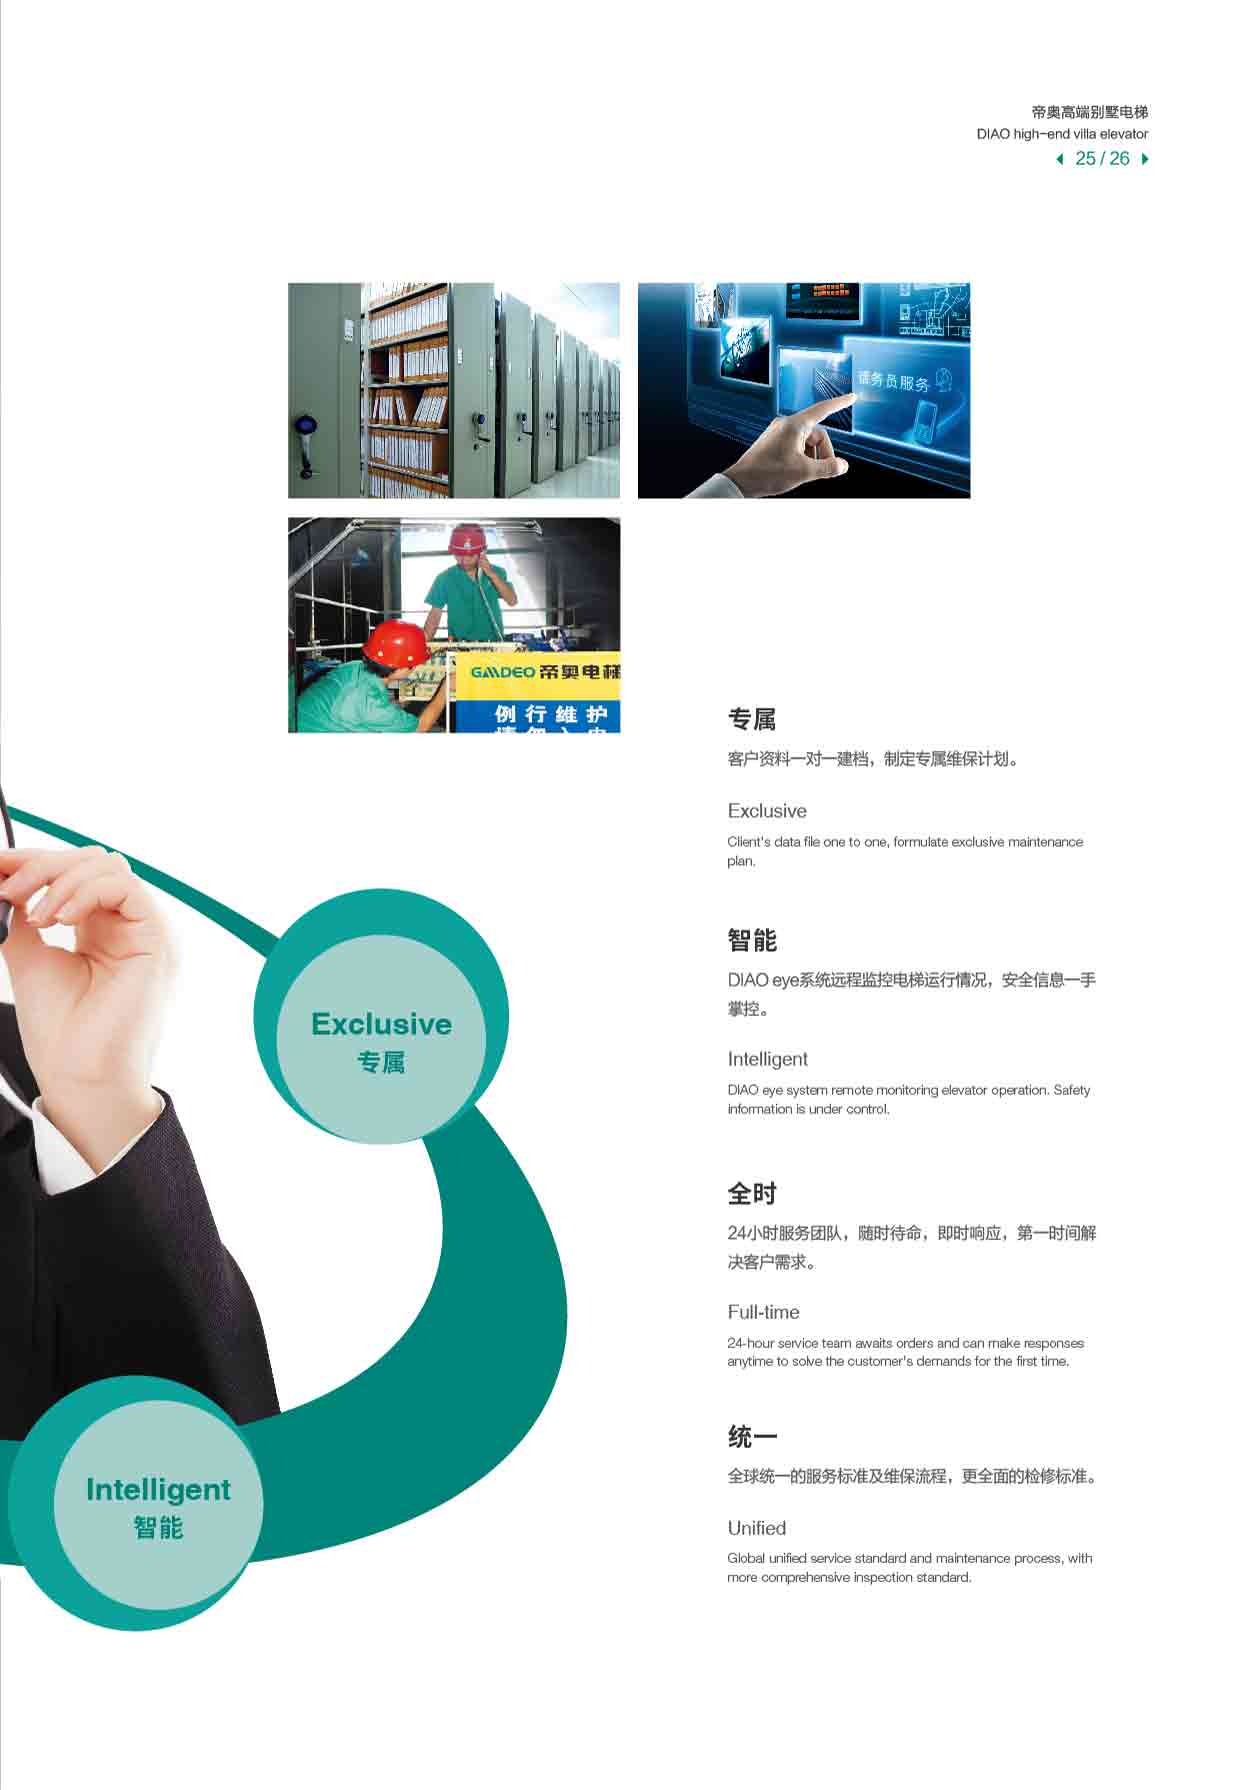 帝奥高端别墅电梯
DIAO high-end villa elevator
25 / 26
请务员服务
GMDEO 帝奥电梯
例行維护
专属
客户资料一对一建档，制定专属维保计划。
Exclusive
Client's data file one to one, formulate exclusive maintenance
plan.
Exclusive
专属
智能
DIAO eye系统远程监控电梯运行情况，安全信息一手
掌控。
Intelligent
DIAO eye system remote monitoring elevator operation. Safety
information is under control.
全时
24小时服务团队，随时待命，即时响应，第一时间解
决客户需求。
Full-time
24-hour service team awaits orders and can make responses
anytime to solve the customer's demands for the first time.
统一
全球统一的服务标准及维保流程，更全面的检修标准。
Unified
Global unified service standard and maintenance process, with
more comprehensive inspection standard.
Intelligent
智能